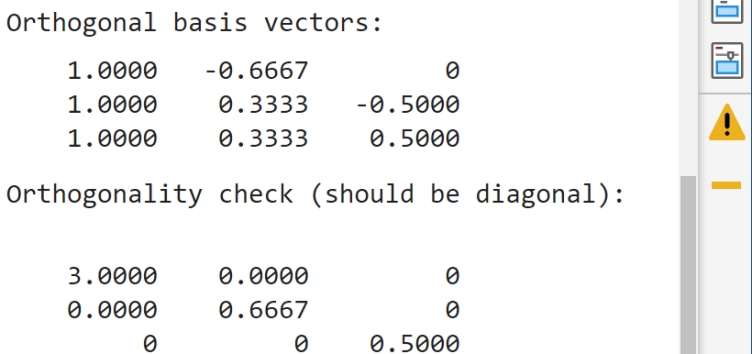 Orthogonal basis vectors:
1.0000 -0.6667 0
1.0000 0.3333 -0.5000
1.0000 0.3333 0.5000
Orthogonality check (should be diagonal):
3.0000 0.0000 0
0.0000 0.6667 0
0 0 0.5000